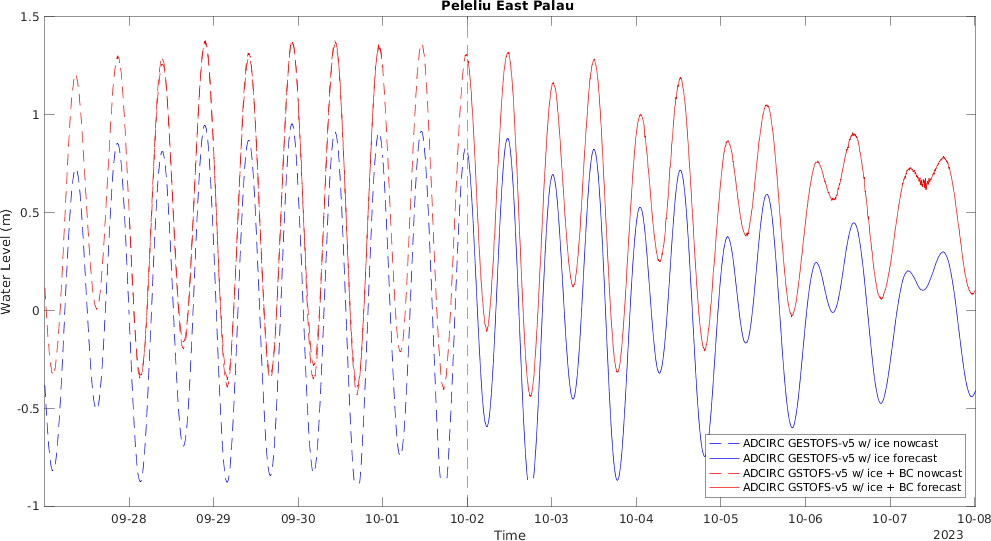 Peleliu East Palau
1.5
1
0.5
0
-0.5
-1
Water Level (m)
ADCIRC GESTOFS-v5 w/ ice nowcast
ADCIRC GESTOFS-v5 w/ ice forecast
ADCIRC GSTOFS-v5 w/ ice + BC nowcast
ADCIRC GSTOFS-v5 w/ ice + BC forecast
09-28 09-29 09-30 10-01 10-02 10-03 10-04 10-05 10-06 10-07 10-08
Time
2023